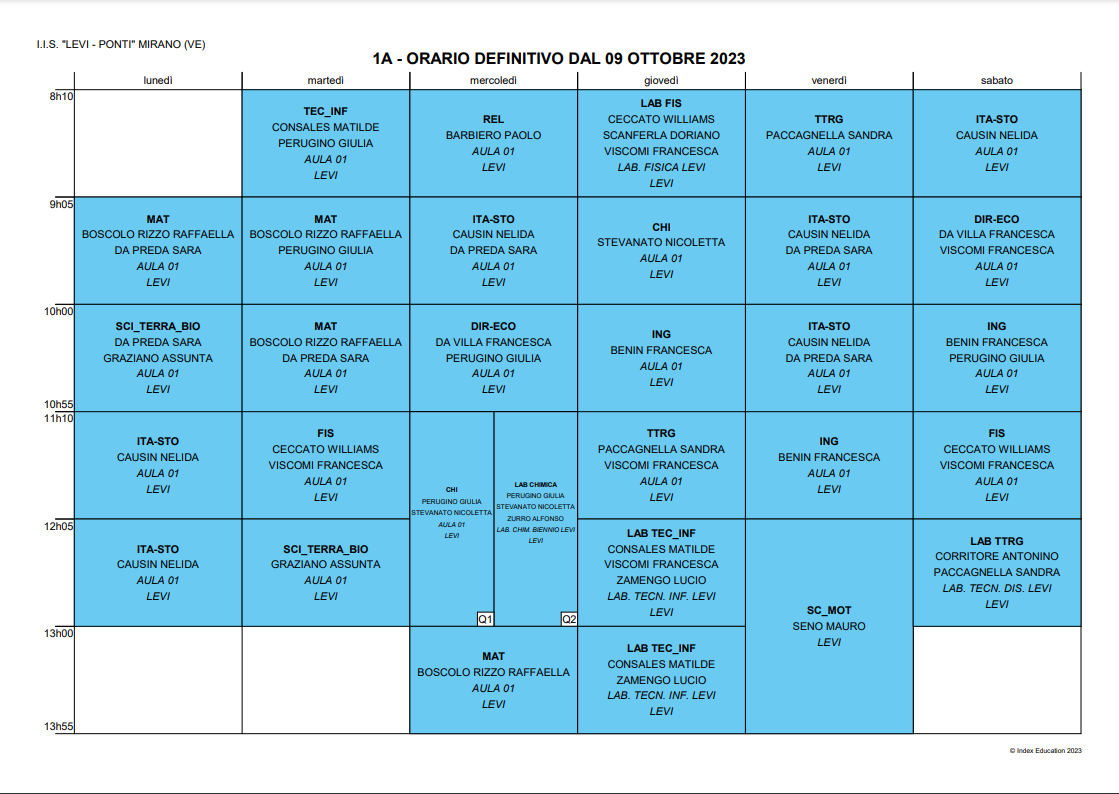 I.I.S. "LEVI - PONTI" MIRANO (VE)
1A - ORARIO DEFINITIVO DAL 09 OTTOBRE 2023
lunedì
martedì
mercoledì
giovedì
venerdì
sabato
8h10
TEC_INF
CONSALES MATILDE
PERUGINO GIULIA
AULA 01
LEVI
REL
BARBIERO PAOLO
AULA 01
LEVI
LAB FIS
CECCATO WILLIAMS
SCANFERLA DORIANO
VISCOMI FRANCESCA
LAB. FISICA LEVI
LEVI
TTRG
PACCAGNELLA SANDRA
AULA 01
LEVI
ITA-STO
CAUSIN NELIDA
AULA 01
LEVI
9h05
MAT
BOSCOLO RIZZO RAFFAELLA
DA PREDA SARA
AULA 01
LEVI
MAT
BOSCOLO RIZZO RAFFAELLA
PERUGINO GIULIA
AULA 01
LEVI
ITA-STO
CAUSIN NELIDA
DA PREDA SARA
AULA 01
LEVI
CHI
STEVANATO NICOLETTA
AULA 01
LEVI
ITA-STO
CAUSIN NELIDA
DA PREDA SARA
AULA 01
LEVI
DIR-ECO
DA VILLA FRANCESCA
VISCOMI FRANCESCA
AULA 01
LEVI
10h00
SCI_TERRA_BIO
DA PREDA SARA
GRAZIANO ASSUNTA
AULA 01
LEVI
MAT
BOSCOLO RIZZO RAFFAELLA
DA PREDA SARA
AULA 01
LEVI
DIR-ECO
DA VILLA FRANCESCA
PERUGINO GIULIA
AULA 01
LEVI
ING
BENIN FRANCESCA
AULA 01
LEVI
ITA-STO
CAUSIN NELIDA
DA PREDA SARA
AULA 01
LEVI
ING
BENIN FRANCESCA
PERUGINO GIULIA
AULA 01
LEVI
10h55
11h10
ITA-STO
CAUSIN NELIDA
AULA 01
LEVI
FIS
CECCATO WILLIAMS
VISCOMI FRANCESCA
AULA 01
LEVI
CHI
PERUGINO GIULIA
STEVANATO NICOLETTA
AULA 01
LEVI
Q1
LAB CHIMICA
PERUGINO GIULIA
STEVANATO NICOLETTA
ZURRO ALFONSO
LAB. CHIM. BIENNIO LEVI
LEVI
Q2
TTRG
PACCAGNELLA SANDRA
VISCOMI FRANCESCA
AULA 01
LEVI
ING
BENIN FRANCESCA
AULA 01
LEVI
FIS
CECCATO WILLIAMS
VISCOMI FRANCESCA
AULA 01
LEVI
12h05
ITA-STO
CAUSIN NELIDA
AULA 01
LEVI
SCI_TERRA_BIO
GRAZIANO ASSUNTA
AULA 01
LEVI
LAB TEC_INF
CONSALES MATILDE
VISCOMI FRANCESCA
ZAMENGO LUCIO
LAB. TECN. INF. LEVI
LEVI
SC_MOT
SENO MAURO
LEVI
LAB TTRG
CORRITORE ANTONINO
PACCAGNELLA SANDRA
LAB. TECN. DIS. LEVI
LEVI
13h00
MAT
BOSCOLO RIZZO RAFFAELLA
AULA 01
LEVI
LAB TEC_INF
CONSALES MATILDE
ZAMENGO LUCIO
LAB. TECN. INF. LEVI
LEVI
13h55
© Index Education 2023